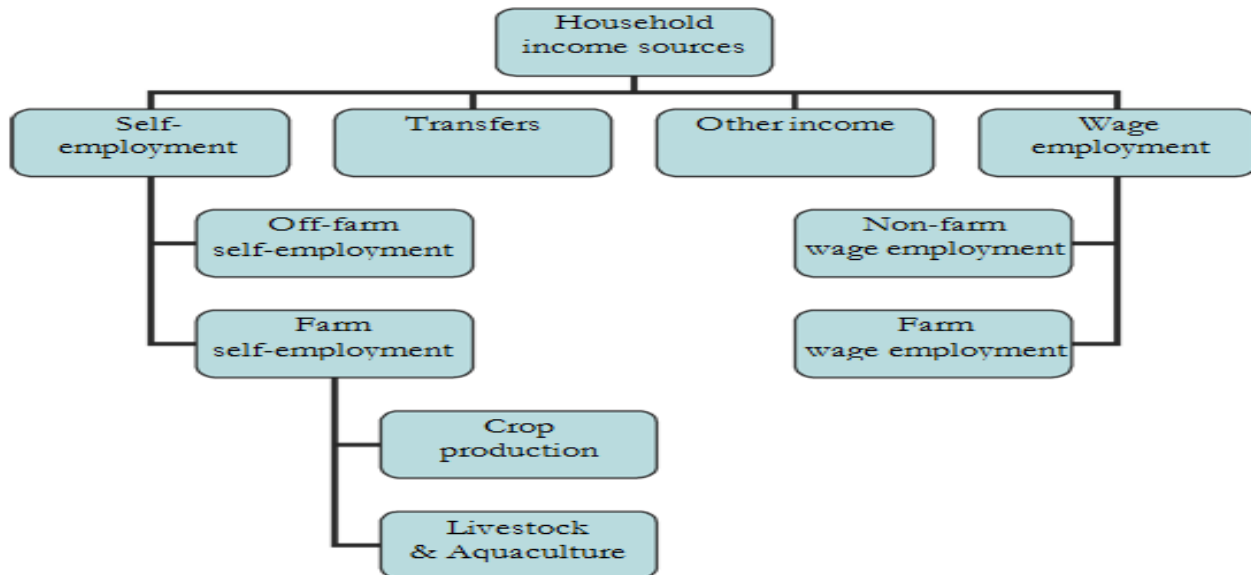 Household
income sources
Self-
employment
Transfers
Other income
Wage
employment
Off-farm
self-employment
Non-farm
wage employment
Farm
self-employment
Farm
wage employment
Crop
production
Livestock
& Aquaculture